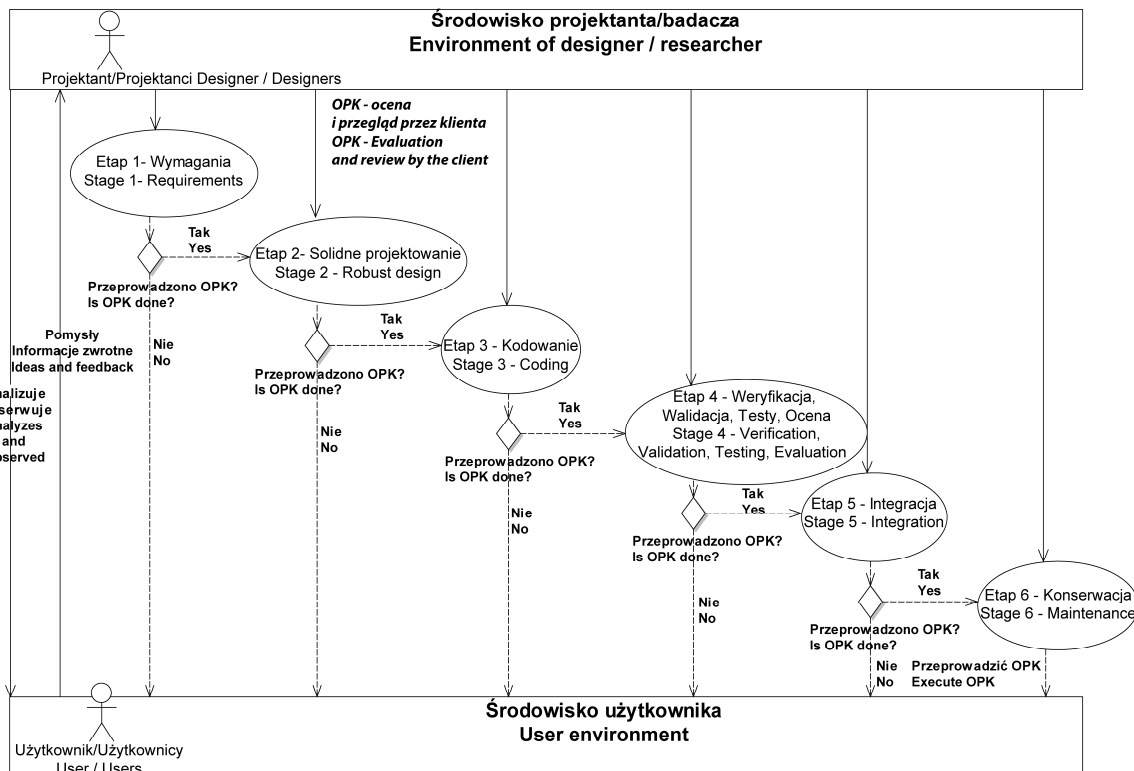 Środowisko projektanta/badacza
Environment of designer / researcher
Projektant/Projektanci Designer / Designers
OPK - ocena
i przegląd przez klienta
OPK - Evaluation
and review by the client
Etap 1- Wymagania
Stage 1- Requirements
Tak
Yes
Przeprowadzono OPK?
Is OPK done?
Nie
No
Etap 2- Solidne projektowanie
Stage 2 - Robust design
Tak
Yes
Przeprowadzono OPK?
Is OPK done?
Nie
No
Pomysły
Informacje zwrotne
Ideas and feedback
and
Etap 3 - Kodowanie
Stage 3 - Coding
Tak
Yes
Przeprowadzono OPK?
Is OPK done?
Nie
No
Etap 4 - Weryfikacja,
Walidacja, Testy, Ocena
Stage 4 - Verification,
Validation, Testing, Evaluation
Tak
Yes
Przeprowadzono OPK?
Is OPK done?
Nie
No
Etap 5 - Integracja
Stage 5 - Integration
Tak
Yes
Przeprowadzono OPK?
Is OPK done?
Nie
No
Etap 6 - Konserwacja
Stage 6 - Maintenance
Przeprowadzić OPK
Execute OPK
Środowisko użytkownika
User environment
Użytkownik/Użytkownicy
User / Users